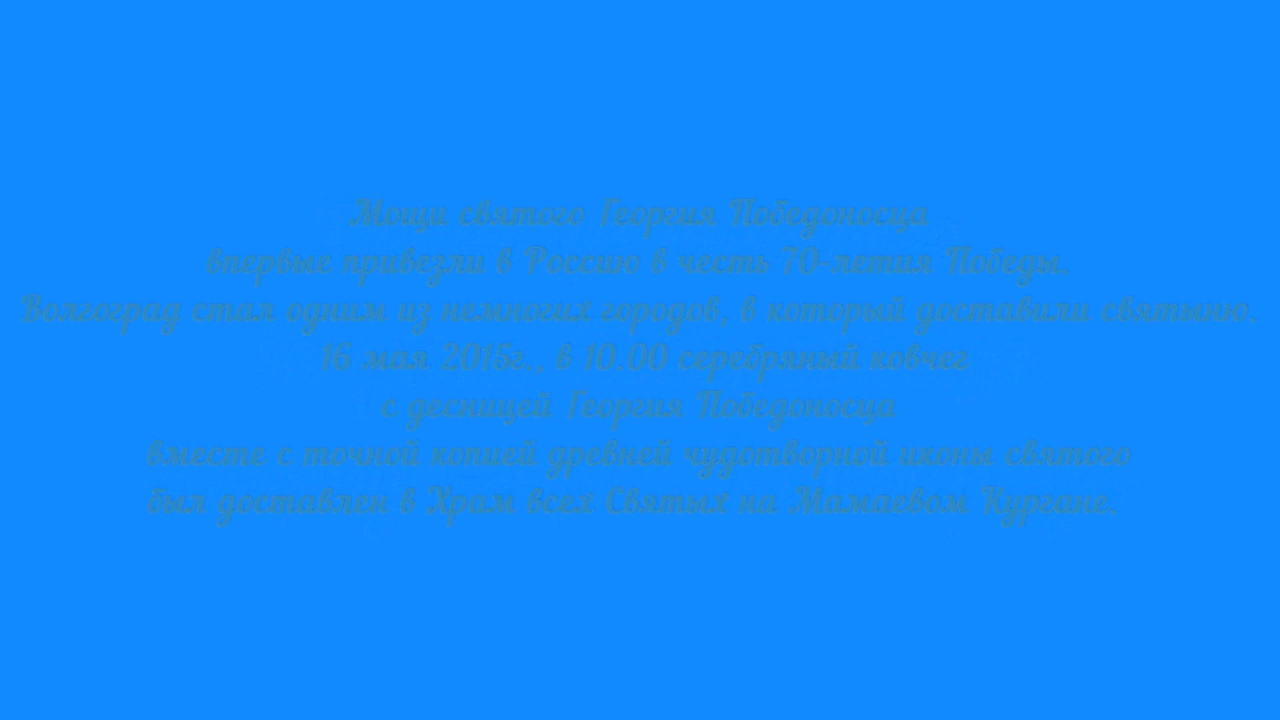 Мощи святого Георгия Победоносца
впервые привезли в Россию в честь 70-летия Победы.
Волгоград стал одним из немногих городов, в который доставили святыню.
16 мая 2015г., в 10.00 серебряный ковчег
с десницей Георгия Победоносца
вместе с точной копией древней чудотворной иконы святого
был доставлен в Храм всех Святых на Мамаевом Кургане.